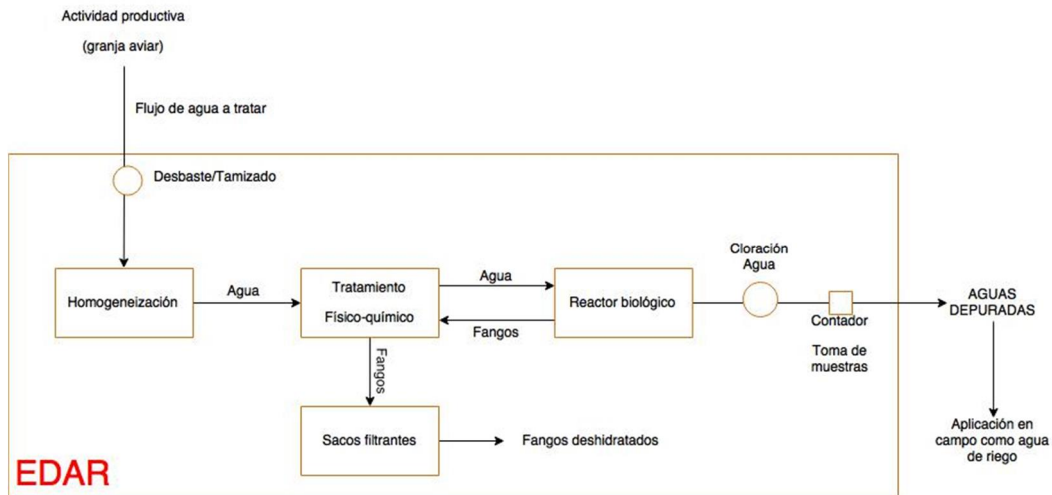 Actividad productiva
(granja aviar)
Flujo de agua a tratar
Desbaste/Tamizado
Homogeneización
Agua
Tratamiento
Físico-químico
Agua
Fangos
Reactor biológico
Cloración
Agua
Contador
Toma de
muestras
AGUAS
DEPURADAS
Aplicación en
campo como agua
de riego
Fangos
Sacos filtrantes
Fangos deshidratados
EDAR